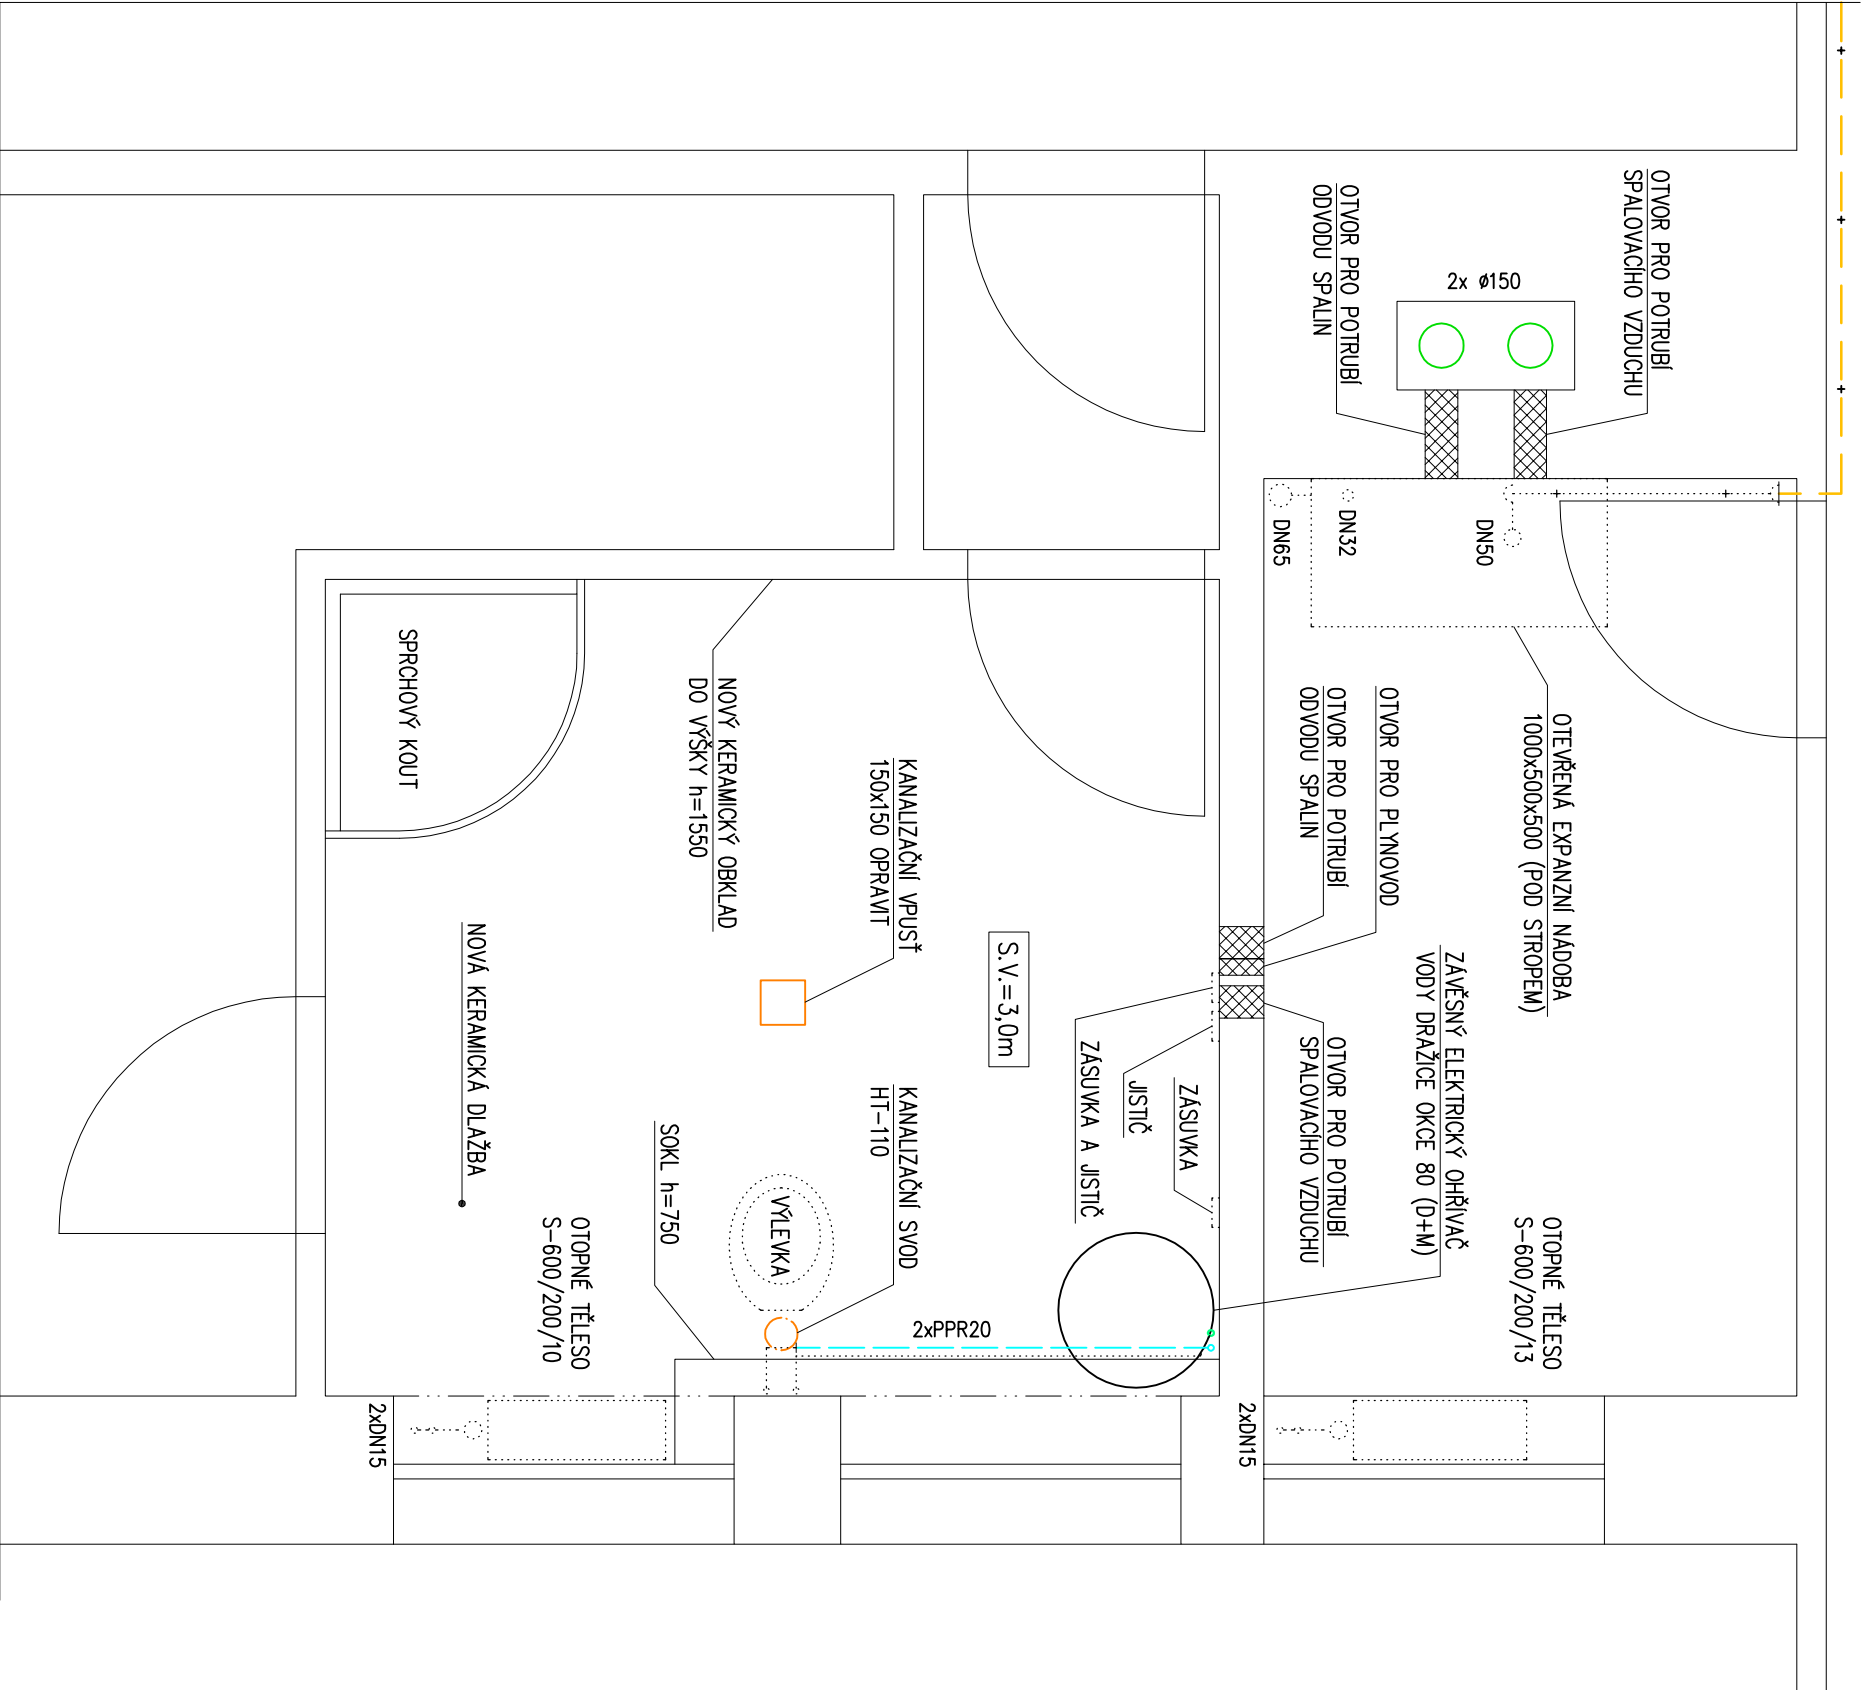 OTVOR PRO POTRUBÍ
SPALOVACÍHO VZDUCHU
2x ø150
OTVOR PRO POTRUBÍ
ODVODU SPALIN
DN50
DN32
DN65
OTEVŘENÁ EXPANZNÍ NÁDOBA
1000x500x500 (POD STROPEM)
OTVOR PRO PLYNOVOD
OTVOR PRO POTRUBÍ
ODVODU SPALIN
ZÁVĚSNÝ ELEKTRICKÝ OHŘÍVAČ
VODY DRAŽICE OKCE 80 (D+M)
OTVOR PRO POTRUBÍ
SPALOVACÍHO VZDUCHU
OTOPNÉ TĚLESO
S-600/200/13
2xDN15
ZÁSUVKA
JISTIČ
ZÁSUVKA A JISTIČ
S.V.=3,0m
KANALIZAČNÍ VPUSŤ
150x150 OPRAVIT
KANALIZAČNÍ SVOD
HT-110
2xPPR20
VÝLEVKA
NOVÝ KERAMICKÝ OBKLAD
DO VÝŠKY h=1550
SOKL h=750
OTOPNÉ TĚLESO
S-600/200/10
NOVÁ KERAMICKÁ DLAŽBA
SPRCHOVÝ KOUT
2xDN15